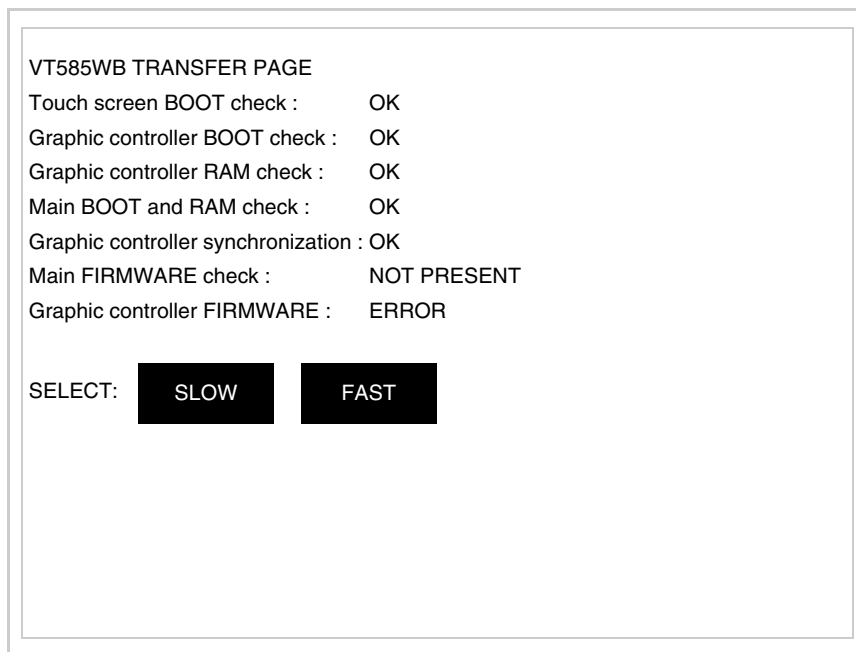 VT585WB TRANSFER PAGE
Touch screen BOOT check : OK
Graphic controller BOOT check : OK
Graphic controller RAM check : OK
Main BOOT and RAM check : OK
Graphic controller synchronization : OK
Main FIRMWARE check : NOT PRESENT
Graphic controller FIRMWARE : ERROR
SELECT: SLOW FAST